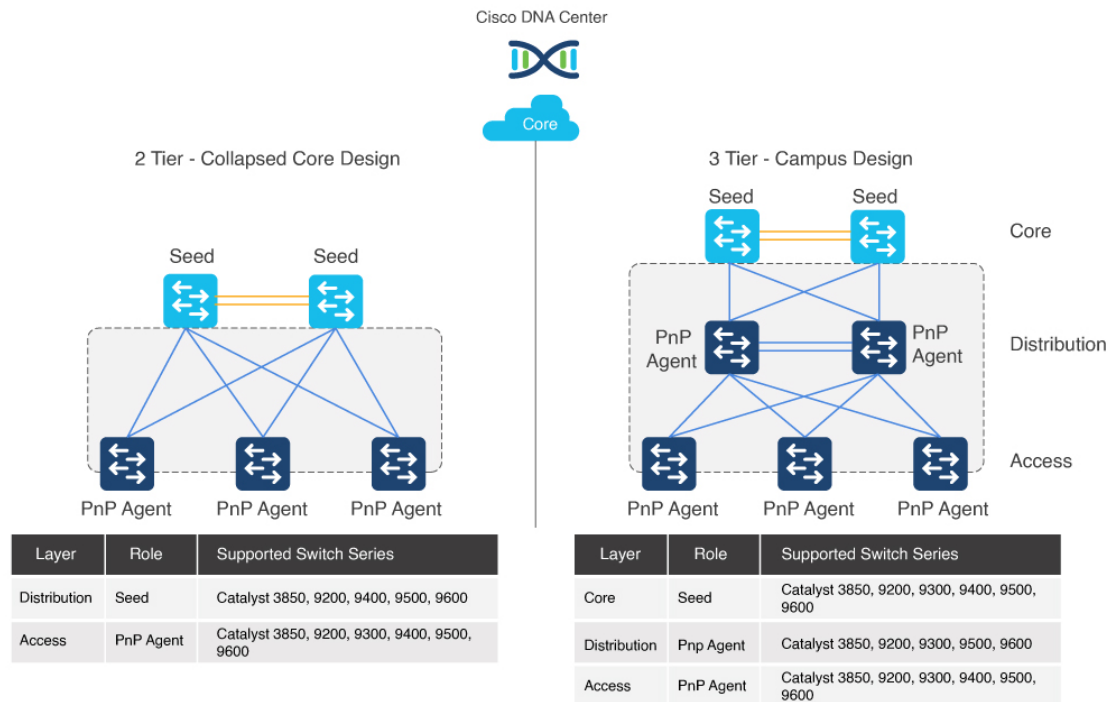 Cisco DNA Center
Core
2 Tier - Collapsed Core Design
Seed
Seed
PnP Agent
PnP Agent
PnP Agent
Layer
Role
Supported Switch Series
Distribution
Seed
Catalyst 3850, 9200, 9400, 9500, 9600
Access
PnP Agent
Catalyst 3850, 9200, 9300, 9400, 9500,
9600
3 Tier - Campus Design
Seed
Seed
Core
PnP
Agent
PnP
Agent
Distribution
Access
PnP Agent
PnP Agent
PnP Agent
Layer
Role
Supported Switch Series
Core
Seed
Catalyst 3850, 9200, 9300, 9400, 9500,
9600
Distribution
Pnp Agent
Catalyst 3850, 9200, 9300, 9500, 9600
Access
PnP Agent
Catalyst 3850, 9200, 9300, 9400, 9500,
9600